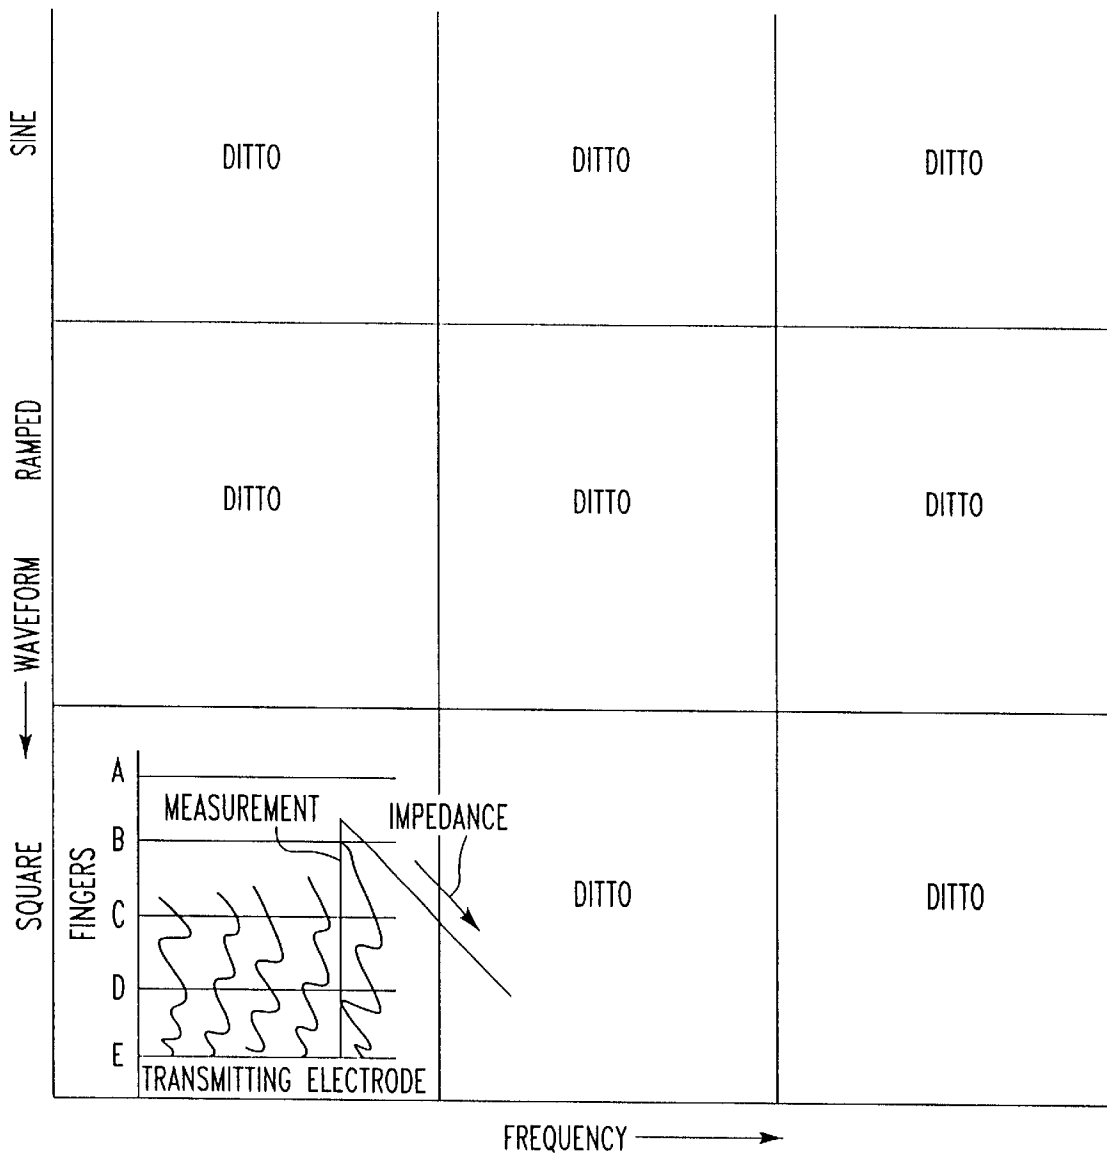 SINE
DITTO
DITTO
DITTO
RAMPED
DITTO
DITTO
DITTO
WAVEFORM
SQUARE
FINGERS
A
B
C
D
E
MEASUREMENT
IMPEDANCE
DITTO
DITTO
TRANSMITTING ELECTRODE
FREQUENCY